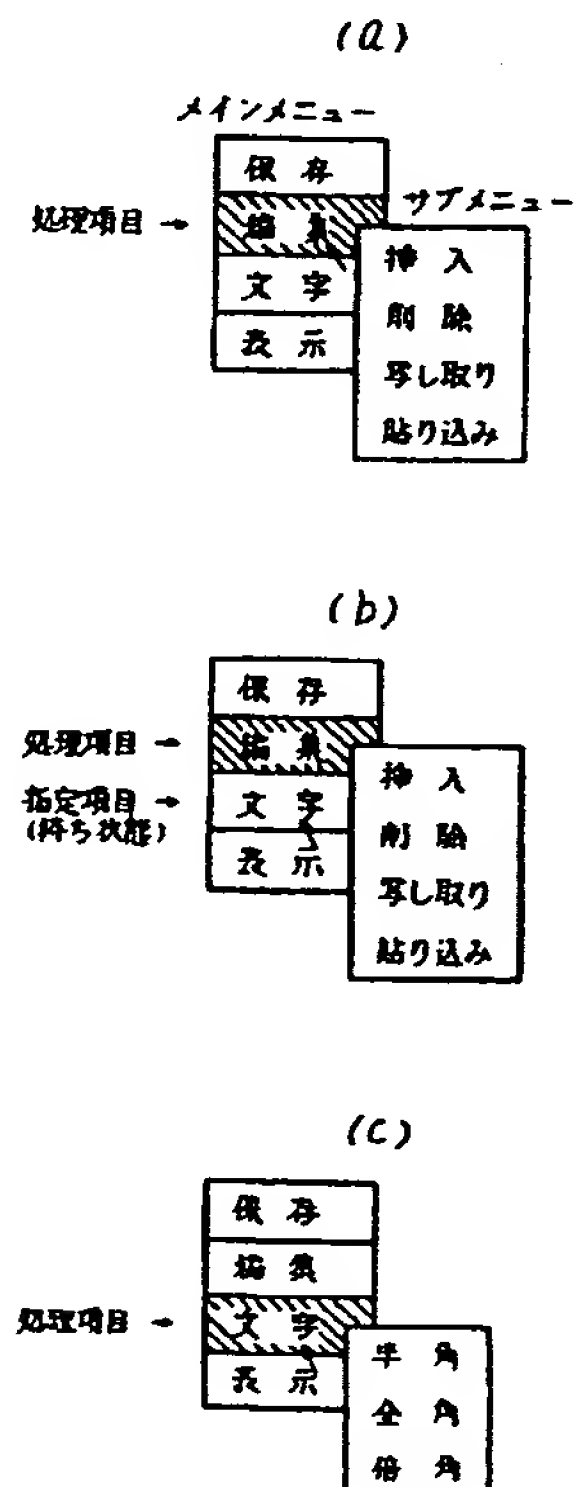 (a)
メインメニュー
保存
処理項目→
編集
サブメニュー
文字
表示
挿入
削除
写し取り
貼り込み
(b)
保存
処理項目→
編集
指定項目→
(待ち状態)
文字
表示
挿入
削除
写し取り
貼り込み
(c)
保存
編集
処理項目→
文字
表示
半角
全角
倍角